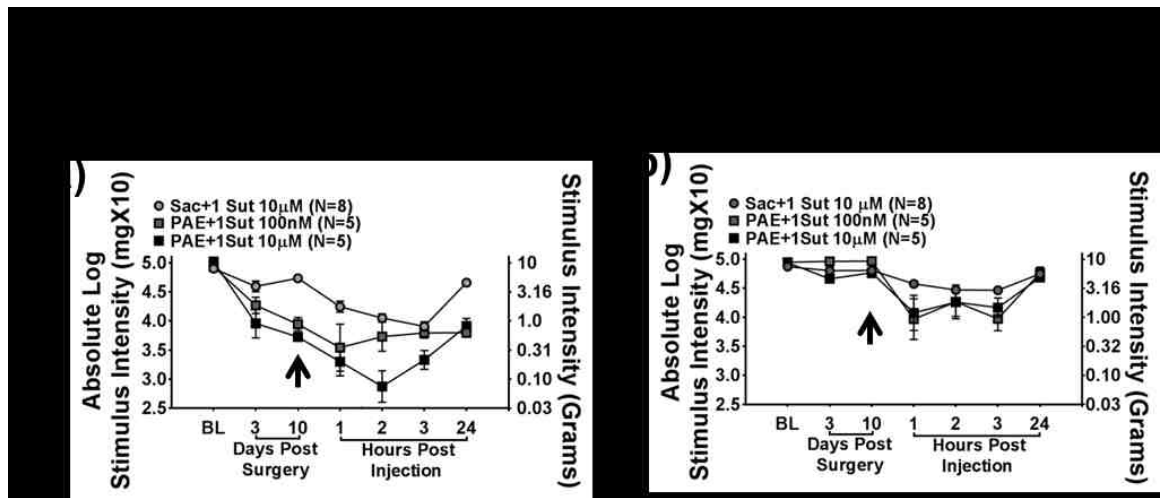 )
Sac+1 Sut 10μM (N=8)
PAE+1Sut 100nM (N=5)
PAE+1Sut 10μM (N=5)
Absolute Log
Stimulus Intensity (mgX10)
5.0
4.5
4.0
3.5
3.0
2.5
10
3.16
1.0
0.31
0.10
0.03
Stimulus Intensity (Grams)
BL 3 10 1 2 3 24
Days Post Surgery
Hours Post Injection
)
Sac+1 Sut 10 μM (N=8)
PAE+1Sut 100nM (N=5)
PAE+1Sut 10μM (N=5)
Absolute Log
Stimulus Intensity (mgX10)
5.0
4.5
4.0
3.5
3.0
2.5
10
3.16
1.00
0.32
0.10
0.03
Stimulus Intensity (Grams)
BL 3 10 1 2 3 24
Days Post Surgery
Hours Post Injection